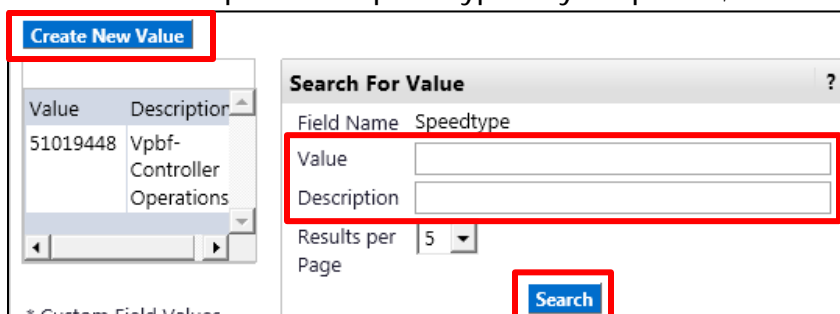 Create New Value
Value Description
51019448 Vpbf-
Controller
Operations
Search For Value ?
Field Name Speedtype
Value
Description
Results per 5
Page
Search
* Custom Field Values